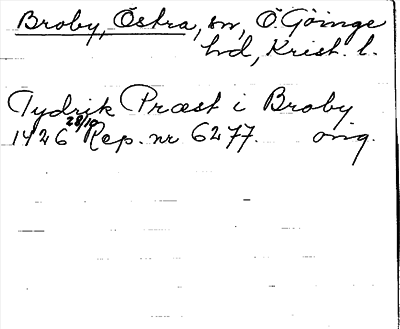 Broby, Östra, sn, Ö. Göinge
hd, Krist. l.
Tydrik Præst i Broby
1426 28/10 Rep. nr 6277. orig.